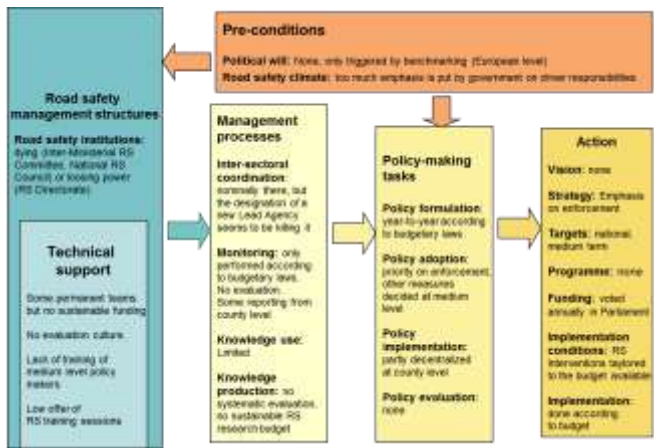 Pre-conditions
Political will: None, only triggered by benchmarking (European level)
Road safety climate: too much emphasis is put by government on driver responsibilities
Road safety
management structures
Road safety institutions:
dying (Inter-Ministerial RS
Committee, National RS
Council) or loosing power
(RS Directorate)
Technical
support
Some permanent teams,
but no sustainable funding
No evaluation culture
Lack of training of
medium level policy
makers
Low offer of
RS training sessions
Management
processes
Inter-sectoral
coordination:
nominally there, but
the designation of a
new Lead Agency
seems to be killing it
Monitoring: only
performed according
to budgetary laws.
No evaluation.
Some reporting from
county level
Knowledge use:
Limited
Knowledge
production: no
systematic evaluation,
no sustainable RS
research budget
Policy-making
tasks
Policy formulation:
year-to-year according
to budgetary laws
Policy adoption:
priority on enforcement,
other measures
decided at medium
level
Policy
implementation:
partly decentralized
at county level
Policy evaluation:
none
Action
Vision: none
Strategy: Emphasis
on enforcement
Targets: national,
medium term
Programme: none
Funding: voted
annually in Parliament
Implementation
conditions: RS
Interventions taylored
to the budget available
Implementation:
done according
to budget